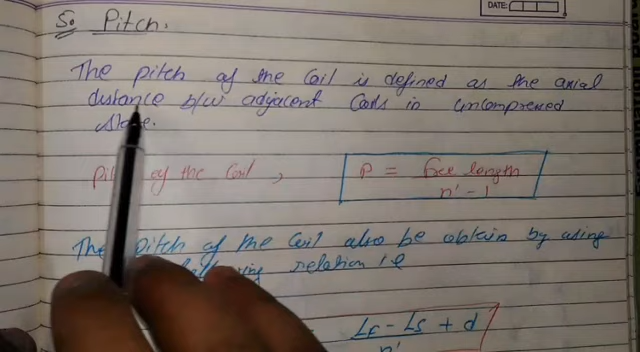 DATE:
5. Pitch.
The pitch of the Coil is defined as the axial
distance b/w adjacent Coils in Uncompressed
state.
of the Coil, P = free length / n' - 1
The pitch of the Coil also be obtain by using
relation i.e
LF - LS + d / n'